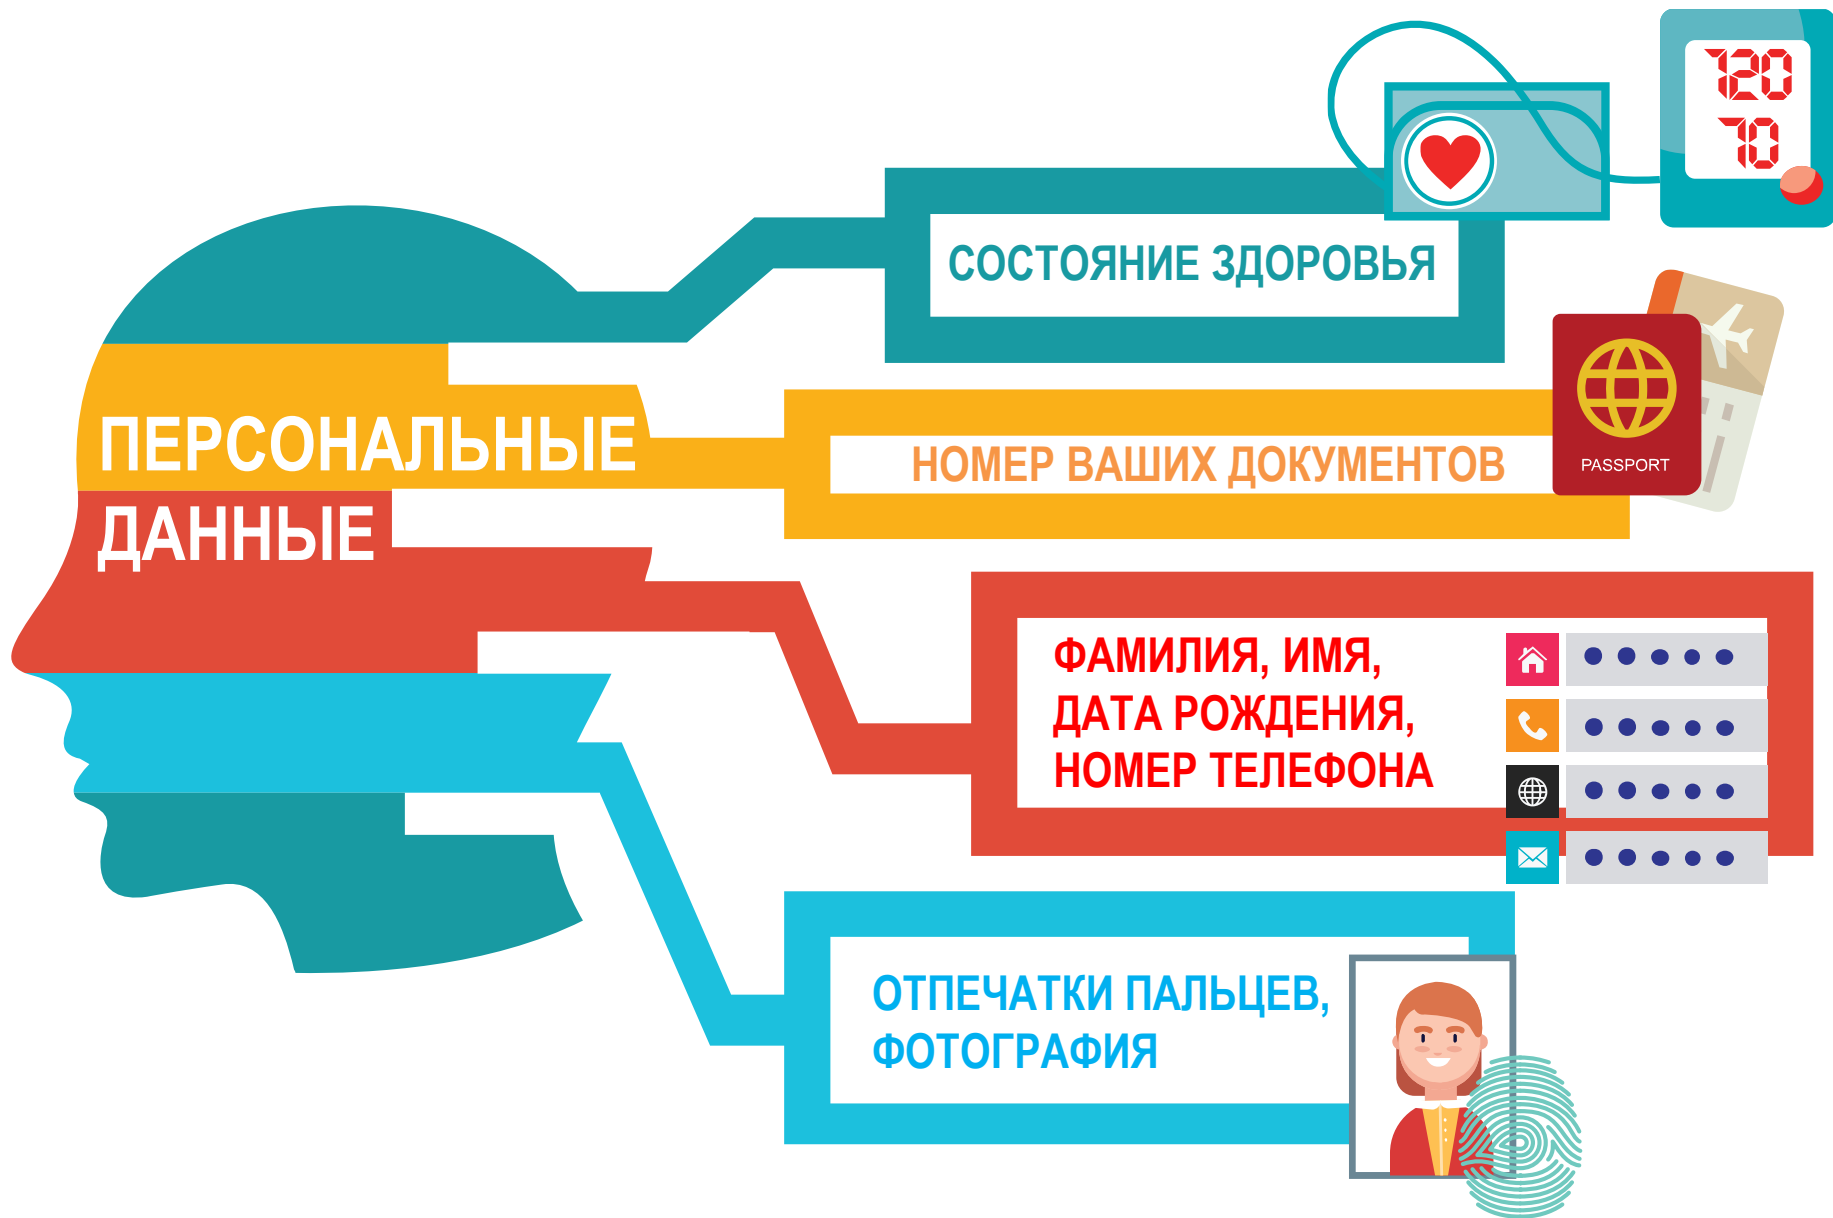 120
70
СОСТОЯНИЕ ЗДОРОВЬЯ
ПЕРСОНАЛЬНЫЕ
ДАННЫЕ
НОМЕР ВАШИХ ДОКУМЕНТОВ
PASSPORT
ФАМИЛИЯ, ИМЯ,
ДАТА РОЖДЕНИЯ,
НОМЕР ТЕЛЕФОНА
ОТПЕЧАТКИ ПАЛЬЦЕВ,
ФОТОГРАФИЯ